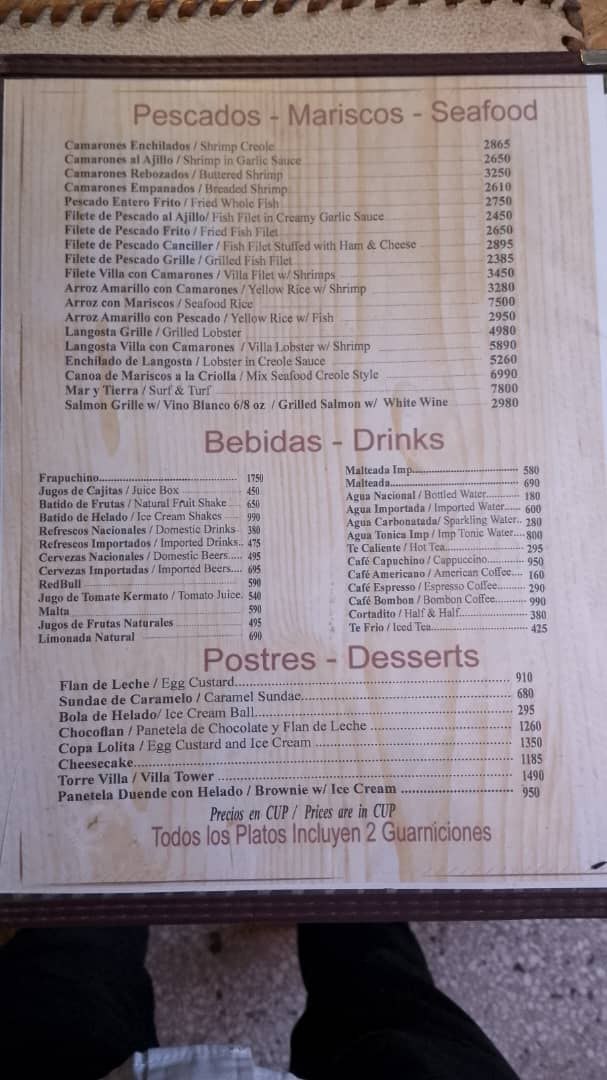 Pescados - Mariscos - Seafood
Camarones Enchilados / Shrimp Creole 2865
Camarones al Ajillo / Shrimp in Garlic Sauce 2650
Camarones Rebozados / Buttered Shrimp 3250
Camarones Empanados / Breaded Shrimp 2610
Pescado Entero Frito / Fried Whole Fish 2750
Filete de Pescado al Ajillo/ Fish Filet in Creamy Garlic Sauce 2450
Filete de Pescado Frito / Fried Fish Filet 2650
Filete de Pescado Canciller / Fish Filet Stuffed with Ham & Cheese 2895
Filete de Pescado Grille / Grilled Fish Filet 2385
Filete Villa con Camarones / Villa Filet w/ Shrimps 3450
Arroz Amarillo con Camarones / Yellow Rice w/ Shrimp 3280
Arroz con Mariscos / Seafood Rice 7500
Arroz Amarillo con Pescado / Yellow Rice w/ Fish 2950
Langosta Grille / Grilled Lobster 4980
Langosta Villa con Camarones / Villa Lobster w/ Shrimp 5890
Enchilado de Langosta / Lobster in Creole Sauce 5260
Canoa de Mariscos a la Criolla / Mix Seafood Creole Style 6990
Mar y Tierra / Surf & Turf 7800
Salmon Grille w/ Vino Blanco 6/8 oz / Grilled Salmon w/ White Wine 2980
Bebidas - Drinks
Frapuchino 1750
Jugos de Cajitas / Juice Box 450
Batido de Frutas / Natural Fruit Shake 650
Batido de Helado / Ice Cream Shakes 990
Refrescos Nacionales / Domestic Drinks 380
Refrescos Importados / Imported Drinks.. 475
Cervezas Nacionales / Domestic Beers..... 495
Cervezas Importadas / Imported Beers.... 695
RedBull 590
Jugo de Tomate Kermato / Tomato Juice. 540
Malta 590
Jugos de Frutas Naturales 495
Limonada Natural 690
Malteada Imp. 580
Malteada 690
Agua Nacional / Bottled Water 180
Agua Importada / Imported Water...... 600
Agua Carbonatada/ Sparkling Water.. 280
Agua Tonica Imp / Imp Tonic Water....800
Te Caliente / Hot Tea 295
Café Capuchino / Cappuccino 950
Café Americano / American Coffee.... 160
Café Espresso / Espresso Coffee 290
Café Bombon / Bombon Coffee 990
Cortadito / Half & Half 380
Te Frio / Iced Tea 425
Postres - Desserts
Flan de Leche / Egg Custard 910
Sundae de Caramelo / Caramel Sundae 680
Bola de Helado/ Ice Cream Ball 295
Chocoflan / Panetela de Chocolate y Flan de Leche 1260
Copa Lolita / Egg Custard and Ice Cream 1350
Cheesecake 1185
Torre Villa / Villa Tower 1490
Panetela Duende con Helado / Brownie w/ Ice Cream 950
Precios en CUP / Prices are in CUP
Todos los Platos Incluyen 2 Guarniciones